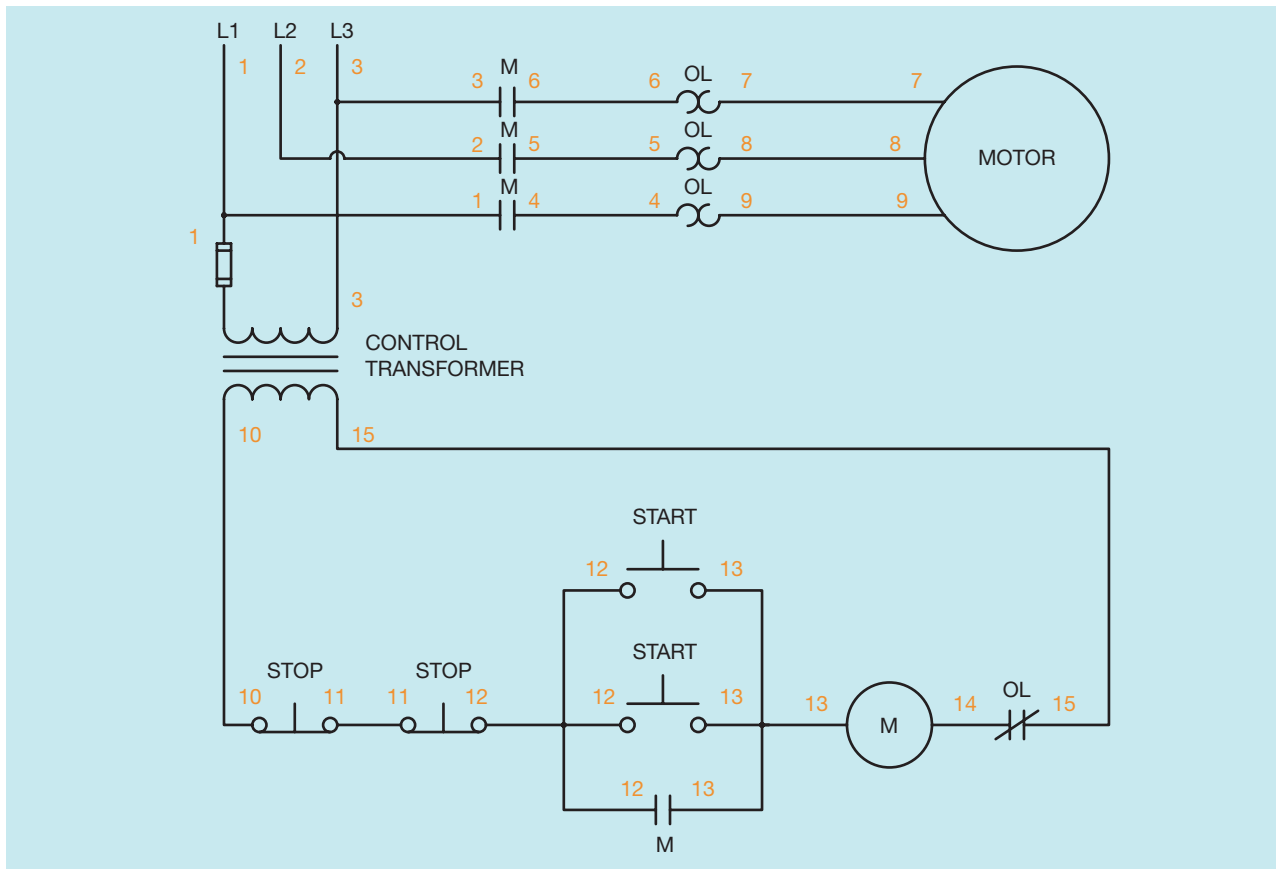 L1 L2 L3
1 2 3
M OL
3 6 6 7 7
M OL
2 5 5 8 8
MOTOR
M OL
1 4 4 9 9
1
3
CONTROL
TRANSFORMER
10 15
START
12 13
STOP STOP START
10 11 11 12 12 13 13 14 OL 15
M
12 13
M